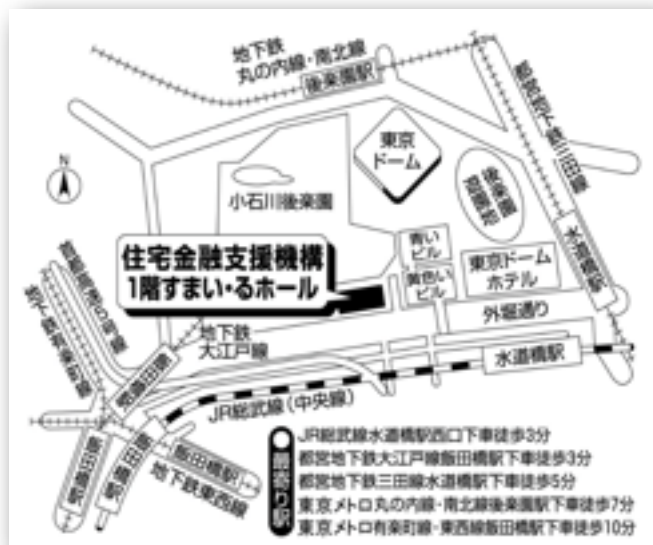 地下鉄
丸の内線・南北線
後楽園駅
東京
ドーム
後楽園
遊園地
都営地下鉄三田線
水道橋駅
N
小石川後楽園
青い
ビル
黄色い
ビル
東京ドーム
ホテル
住宅金融支援機構
1階すまい・るホール
外堀通り
地下鉄
大江戸線
水道橋駅
JR総武線(中央線)
飯田橋駅
飯田橋駅
飯田橋駅
飯田橋駅
地下鉄東西線
最寄り駅
JR総武線水道橋駅西口下車徒歩3分
都営地下鉄大江戸線飯田橋駅下車徒歩3分
都営地下鉄三田線水道橋駅下車徒歩5分
東京メトロ丸の内線・南北線後楽園駅下車徒歩7分
東京メトロ有楽町線・東西線飯田橋駅下車徒歩10分